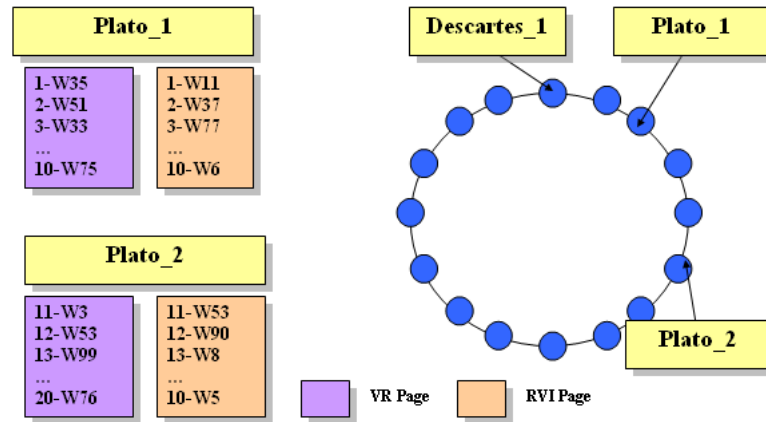 Plato_1
1-W35
2-W51
3-W33
...
10-W75
1-W11
2-W37
3-W77
...
10-W6
Plato_2
11-W3
12-W53
13-W99
...
20-W76
11-W53
12-W90
13-W8
...
10-W5
Descartes_1
Plato_1
Plato_2
VR Page
RVI Page